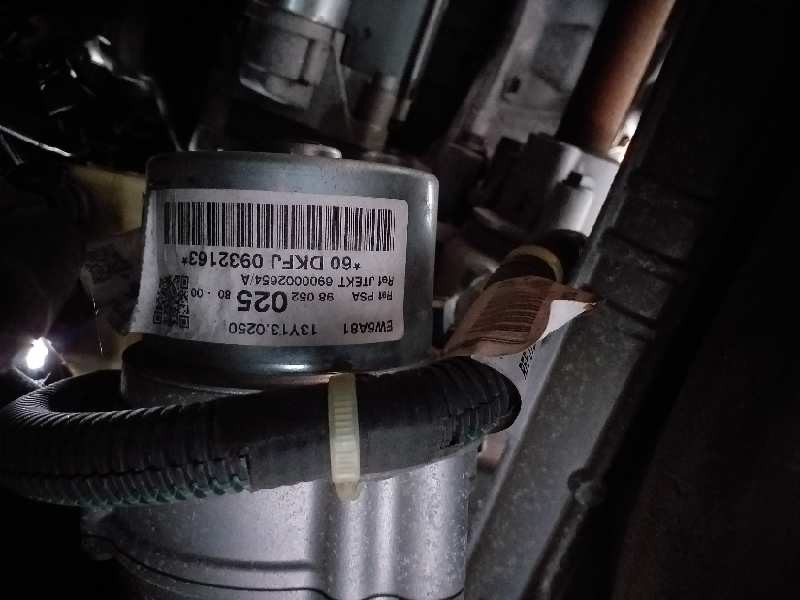 EW5A81 13Y13.0250
Ref PSA 98 052 025 80 - 00
Ref JTEKT 6900002654/A
*60 DKFJ 0932163*